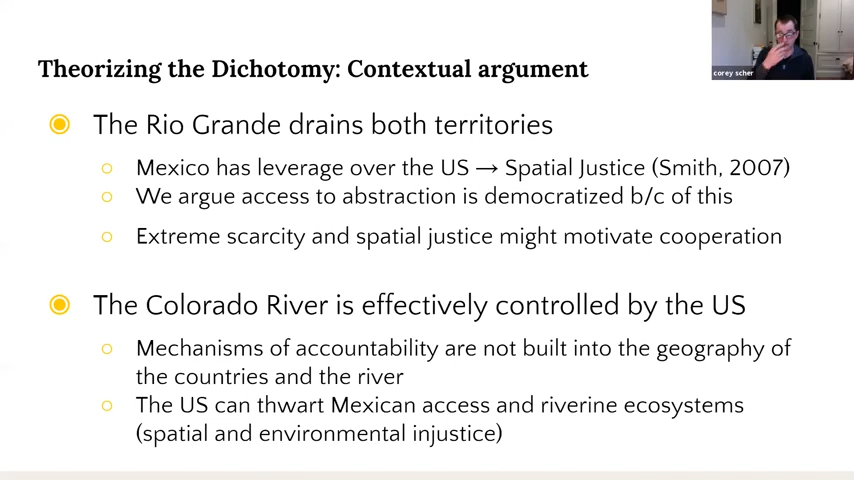 corey scher
Theorizing the Dichotomy: Contextual argument
The Rio Grande drains both territories
Mexico has leverage over the US → Spatial Justice (Smith, 2007)
We argue access to abstraction is democratized b/c of this
Extreme scarcity and spatial justice might motivate cooperation
The Colorado River is effectively controlled by the US
Mechanisms of accountability are not built into the geography of
the countries and the river
The US can thwart Mexican access and riverine ecosystems
(spatial and environmental injustice)